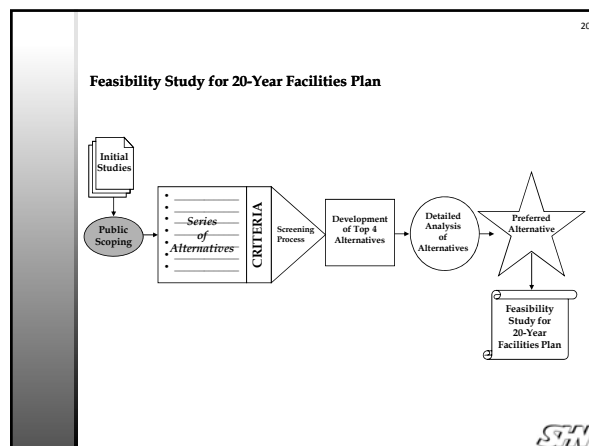 20
Feasibility Study for 20-Year Facilities Plan
Initial
Studies
Public
Scoping
Series
of
Alternatives
CRITERIA
Screening
Process
Development
of Top 4
Alternatives
Detailed
Analysis
of
Alternatives
Preferred
Alternative
Feasibility
Study for
20-Year
Facilities Plan
SHN